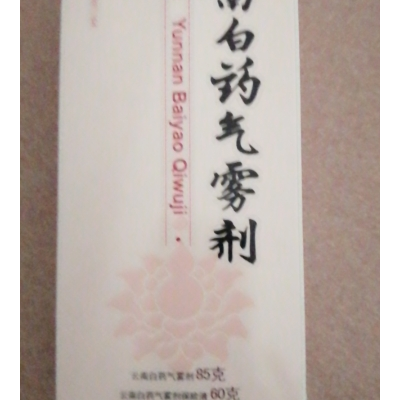 南白药气雾剂
Yunnan Baiyao Qiwuji
云南白药气雾剂 85克
云南白药气雾剂保险液 60克